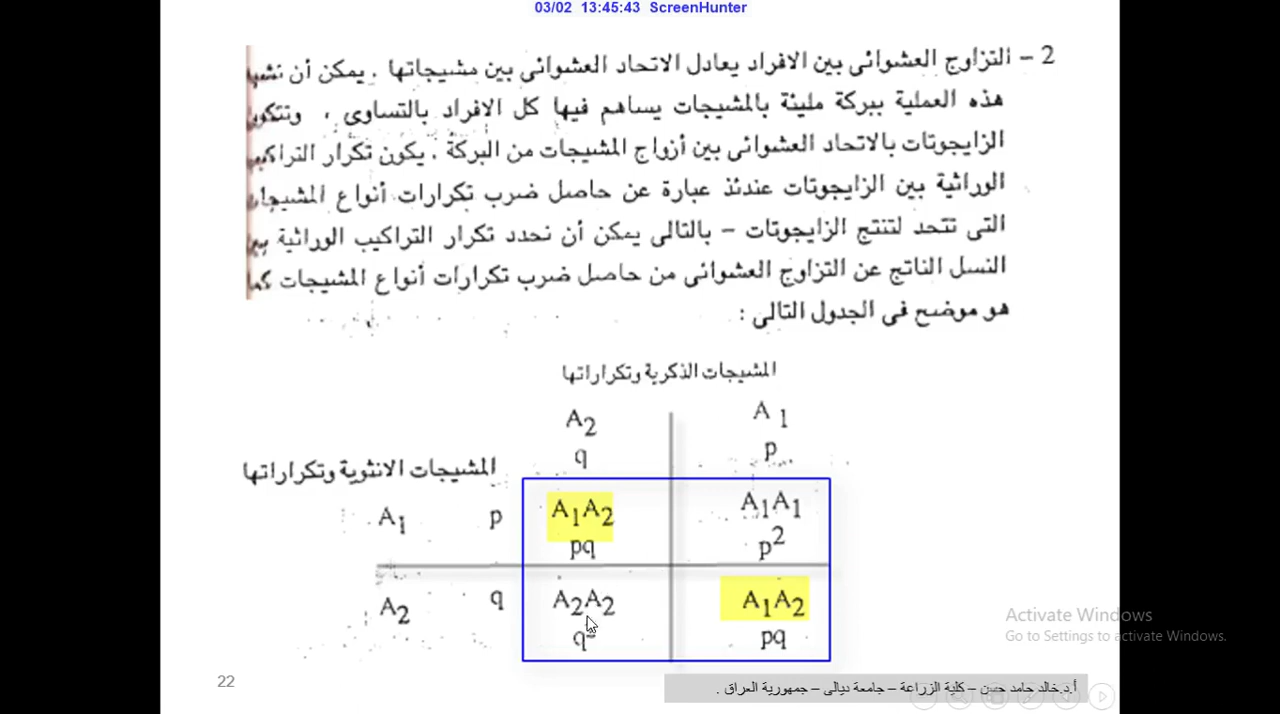 03/02 13:45:43 ScreenHunter
2 – التزاوج العشوائى بين الافراد يعادل الاتحاد العشوائى بين مشيجاتها . يمكن أن
هذه العملية ببركة مليئة بالمشيجات يساهم فيها كل الافراد بالتساوى ،
الزايجوتات بالاتحاد العشوائى بين أزواج المشيجات من البركة . يكون تكرار
الوراثية بين الزايجوتات عندئذ عبارة عن حاصل ضرب تكرارات أنواع
التى تتحد لتنتج الزايجوتات – بالتالى يمكن أن نحدد تكرار التراكيب الوراثية
النسل الناتج عن التزاوج العشوائى من حاصل ضرب تكرارات أنواع المشيجات
هو موضح فى الجدول التالى :
المشيجات الذكرية وتكراراتها
A2 A1
q p
المشيجات الانثوية وتكراراتها
A1 p A1A2 A1A1
pq p2
A2 q A2A2 A1A2
q2 pq
Activate Windows
Go to Settings to activate Windows.
22
أ.د.خالد حامد حسن – كلية الزراعة – جامعة ديالى – جمهورية العراق .